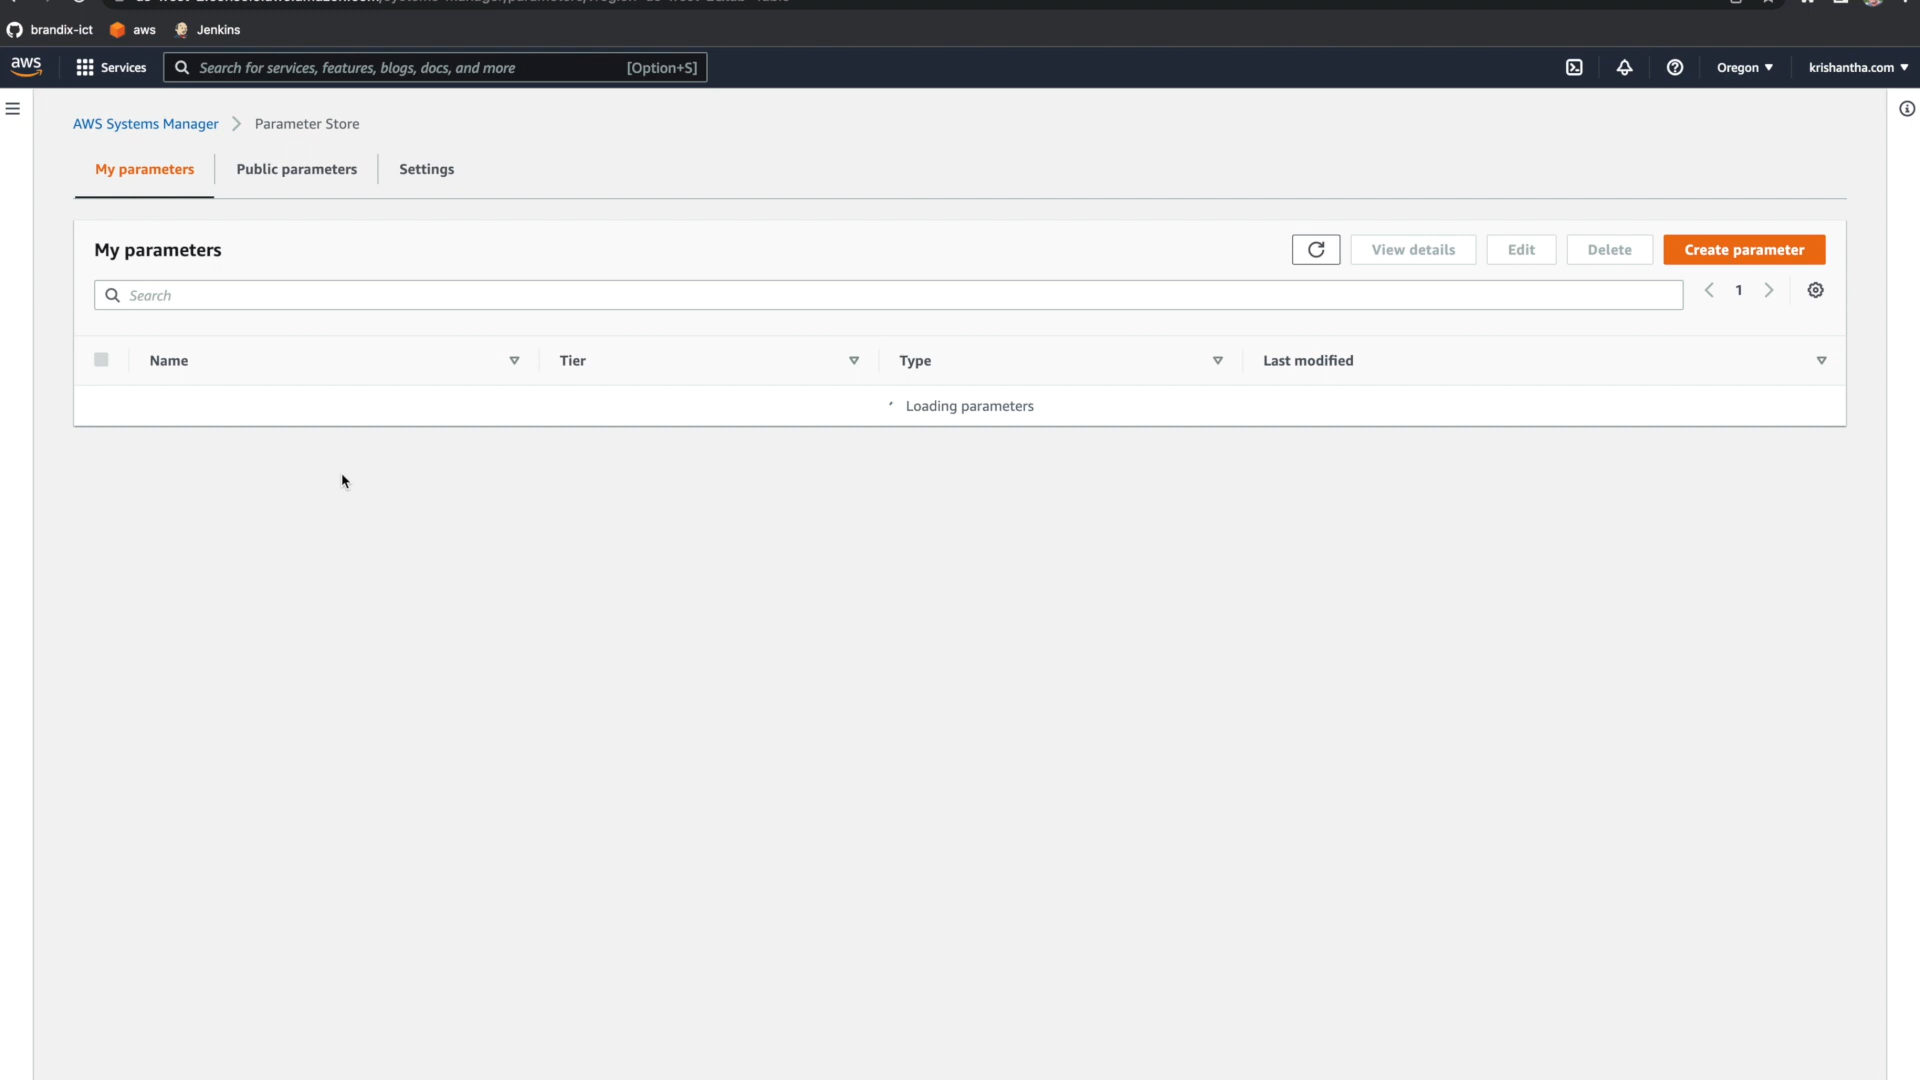 brandix-ict aws Jenkins
aws Services Search for services, features, blogs, docs, and more [Option+S] Oregon krishantha.com
AWS Systems Manager Parameter Store
My parameters Public parameters Settings
My parameters View details Edit Delete Create parameter
Search 1
Name Tier Type Last modified
Loading parameters